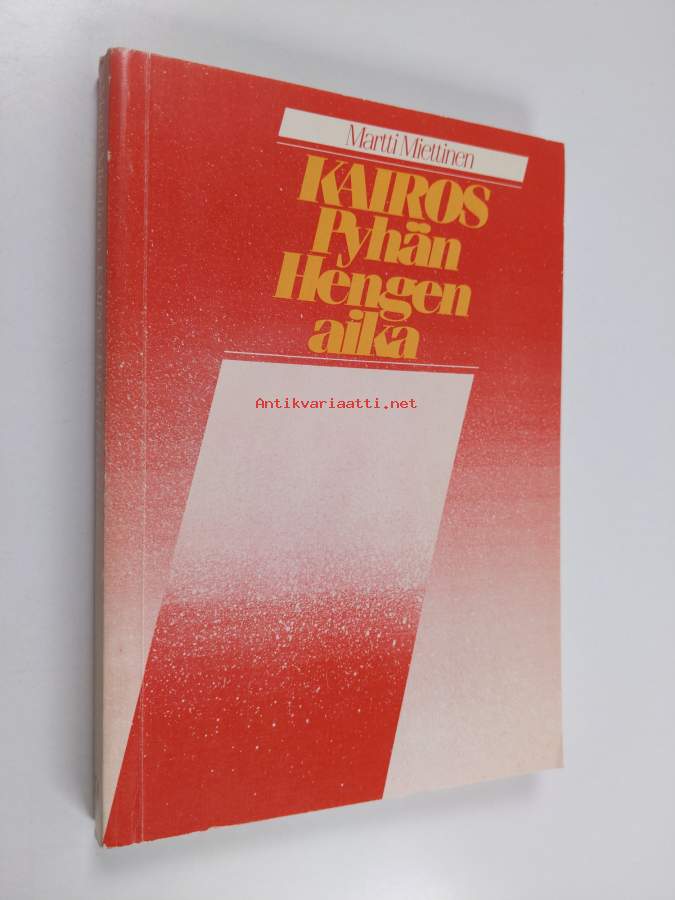 Martti Miettinen
KAIROS
Pyhän
Hengen
aika
Antikvariaatti.net